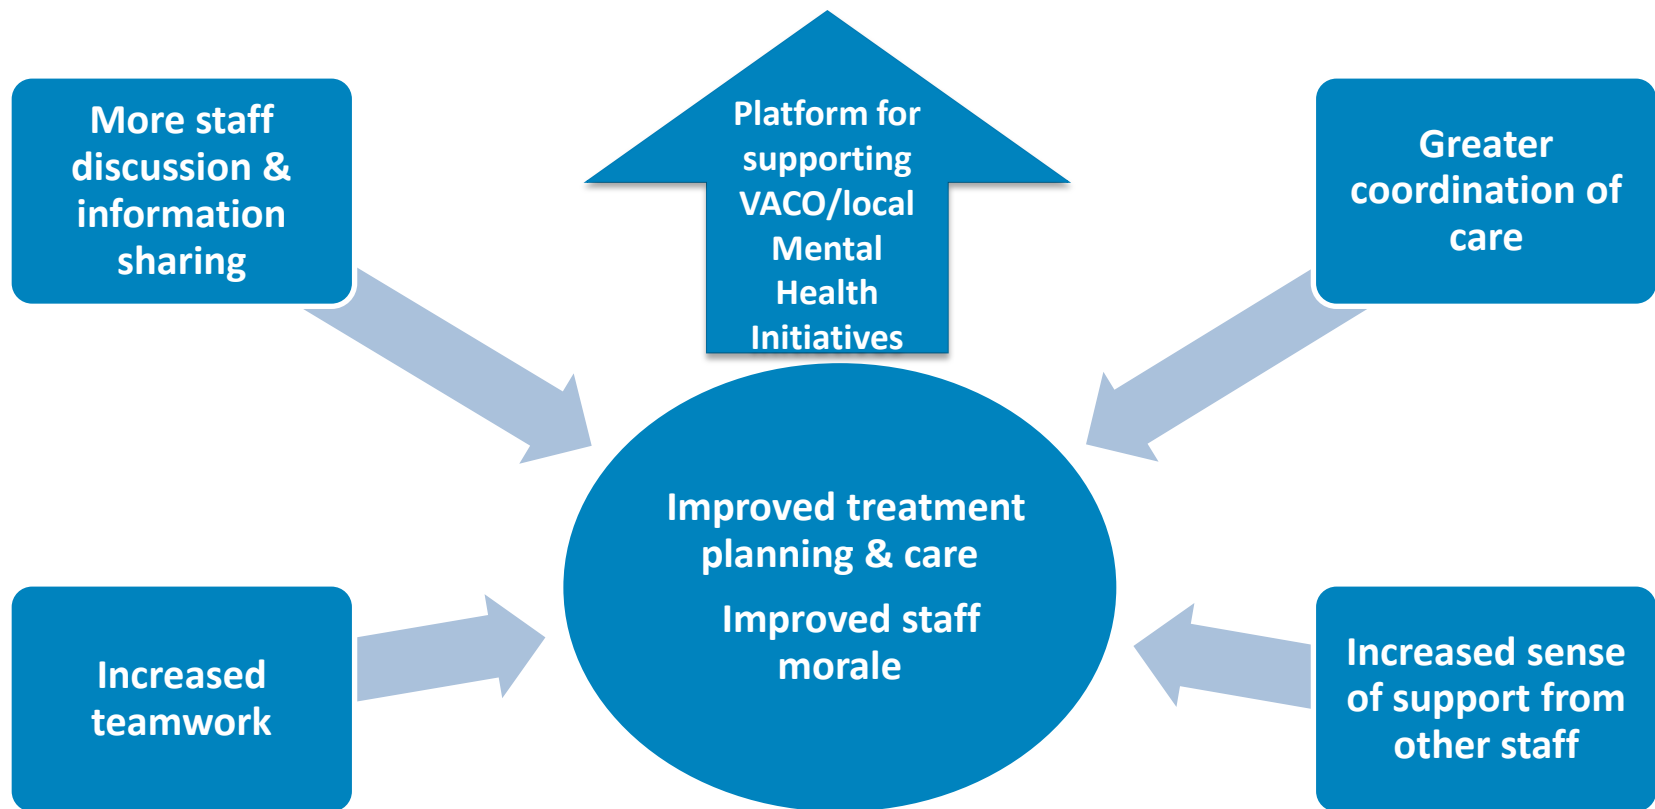 More staff
discussion &
information
sharing
Platform for
supporting
VACO/local
Mental
Health
Initiatives
Greater
coordination of
care
Improved treatment
planning & care
Improved staff
morale
Increased
teamwork
Increased sense
of support from
other staff